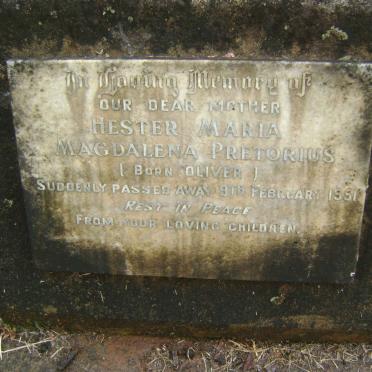 In Loving Memory of
OUR DEAR MOTHER
HESTER MARIA
MAGDALENA PRETORIUS
( BORN OLIVER )
SUDDENLY PASSED AWAY 9TH FEBRUARY 1951
REST IN PEACE
FROM YOUR LOVING CHILDREN.